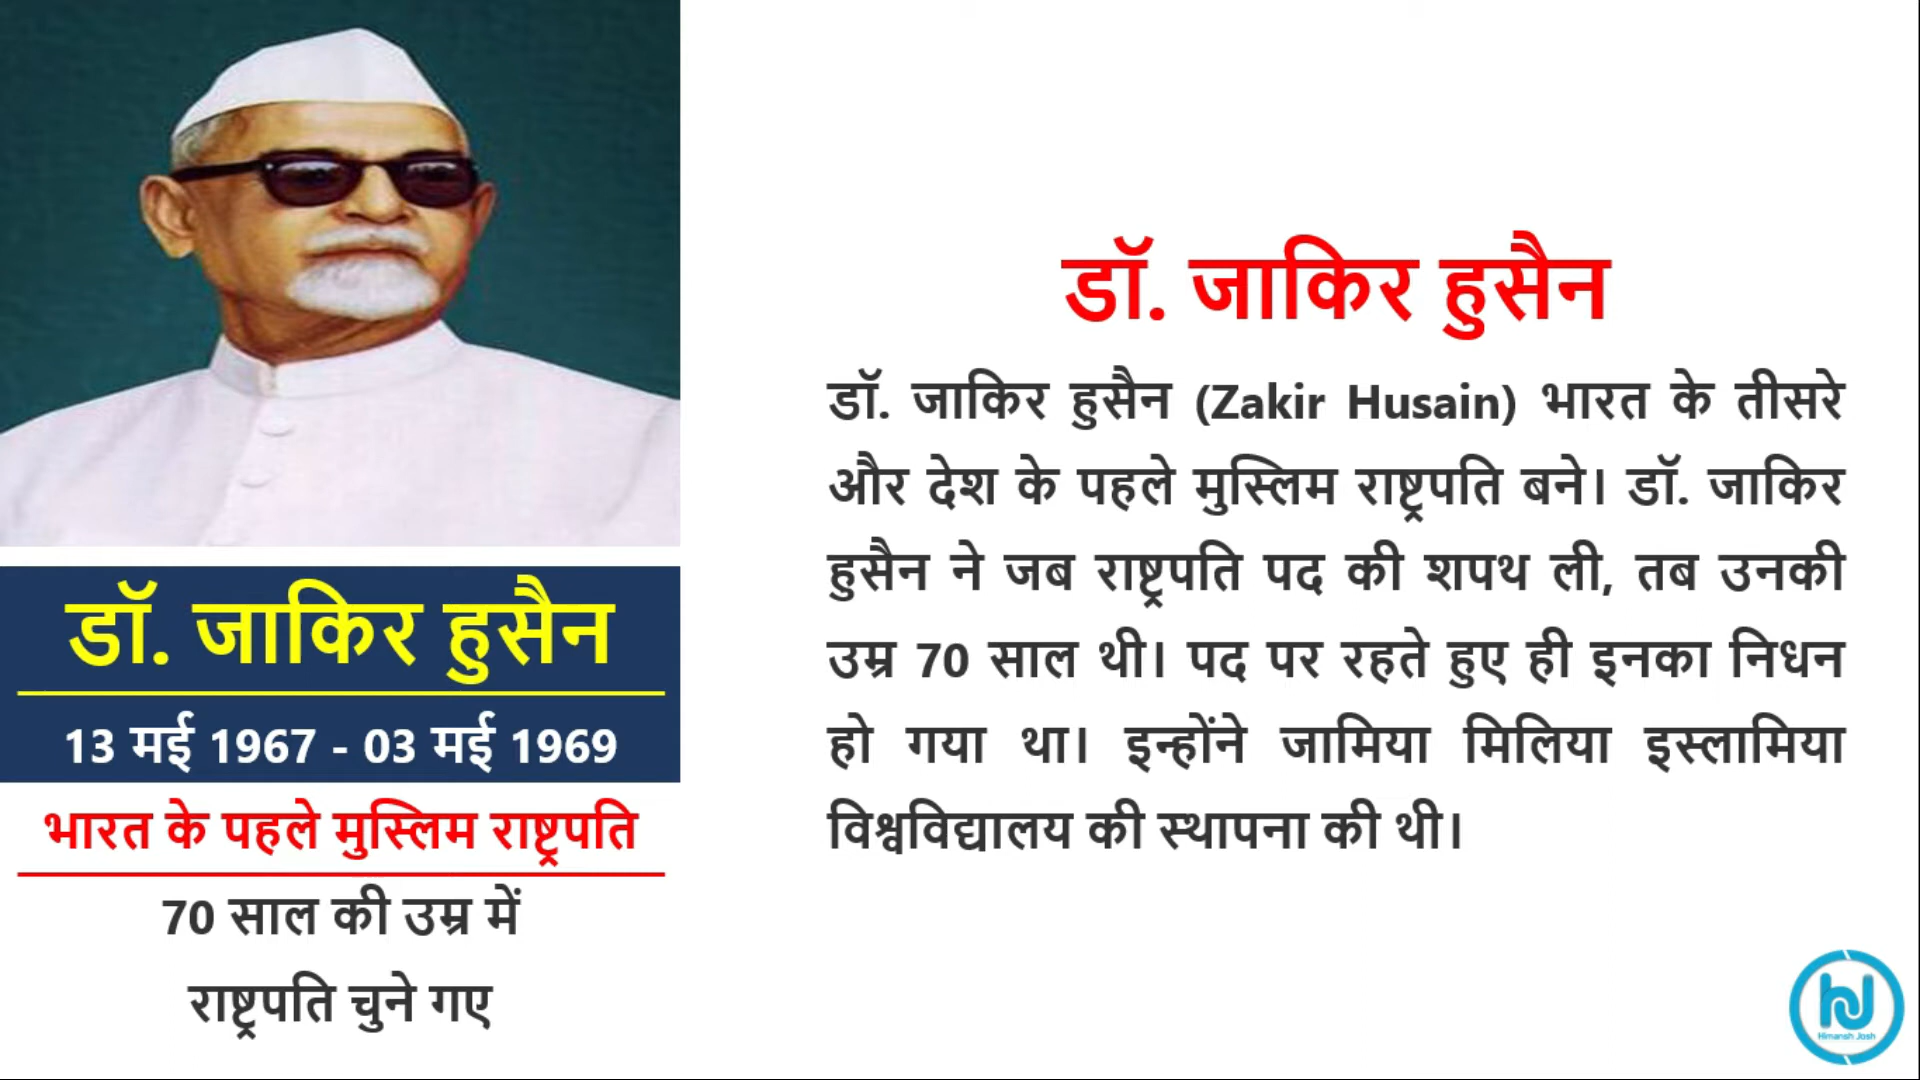 डॉ. जाकिर हुसैन
13 मई 1967 - 03 मई 1969
भारत के पहले मुस्लिम राष्ट्रपति
70 साल की उम्र में
राष्ट्रपति चुने गए
डॉ. जाकिर हुसैन
डॉ. जाकिर हुसैन (Zakir Husain) भारत के तीसरे
और देश के पहले मुस्लिम राष्ट्रपति बने। डॉ. जाकिर
हुसैन ने जब राष्ट्रपति पद की शपथ ली, तब उनकी
उम्र 70 साल थी। पद पर रहते हुए ही इनका निधन
हो गया था। इन्होंने जामिया मिलिया इस्लामिया
विश्वविद्यालय की स्थापना की थी।
Himansh Josh